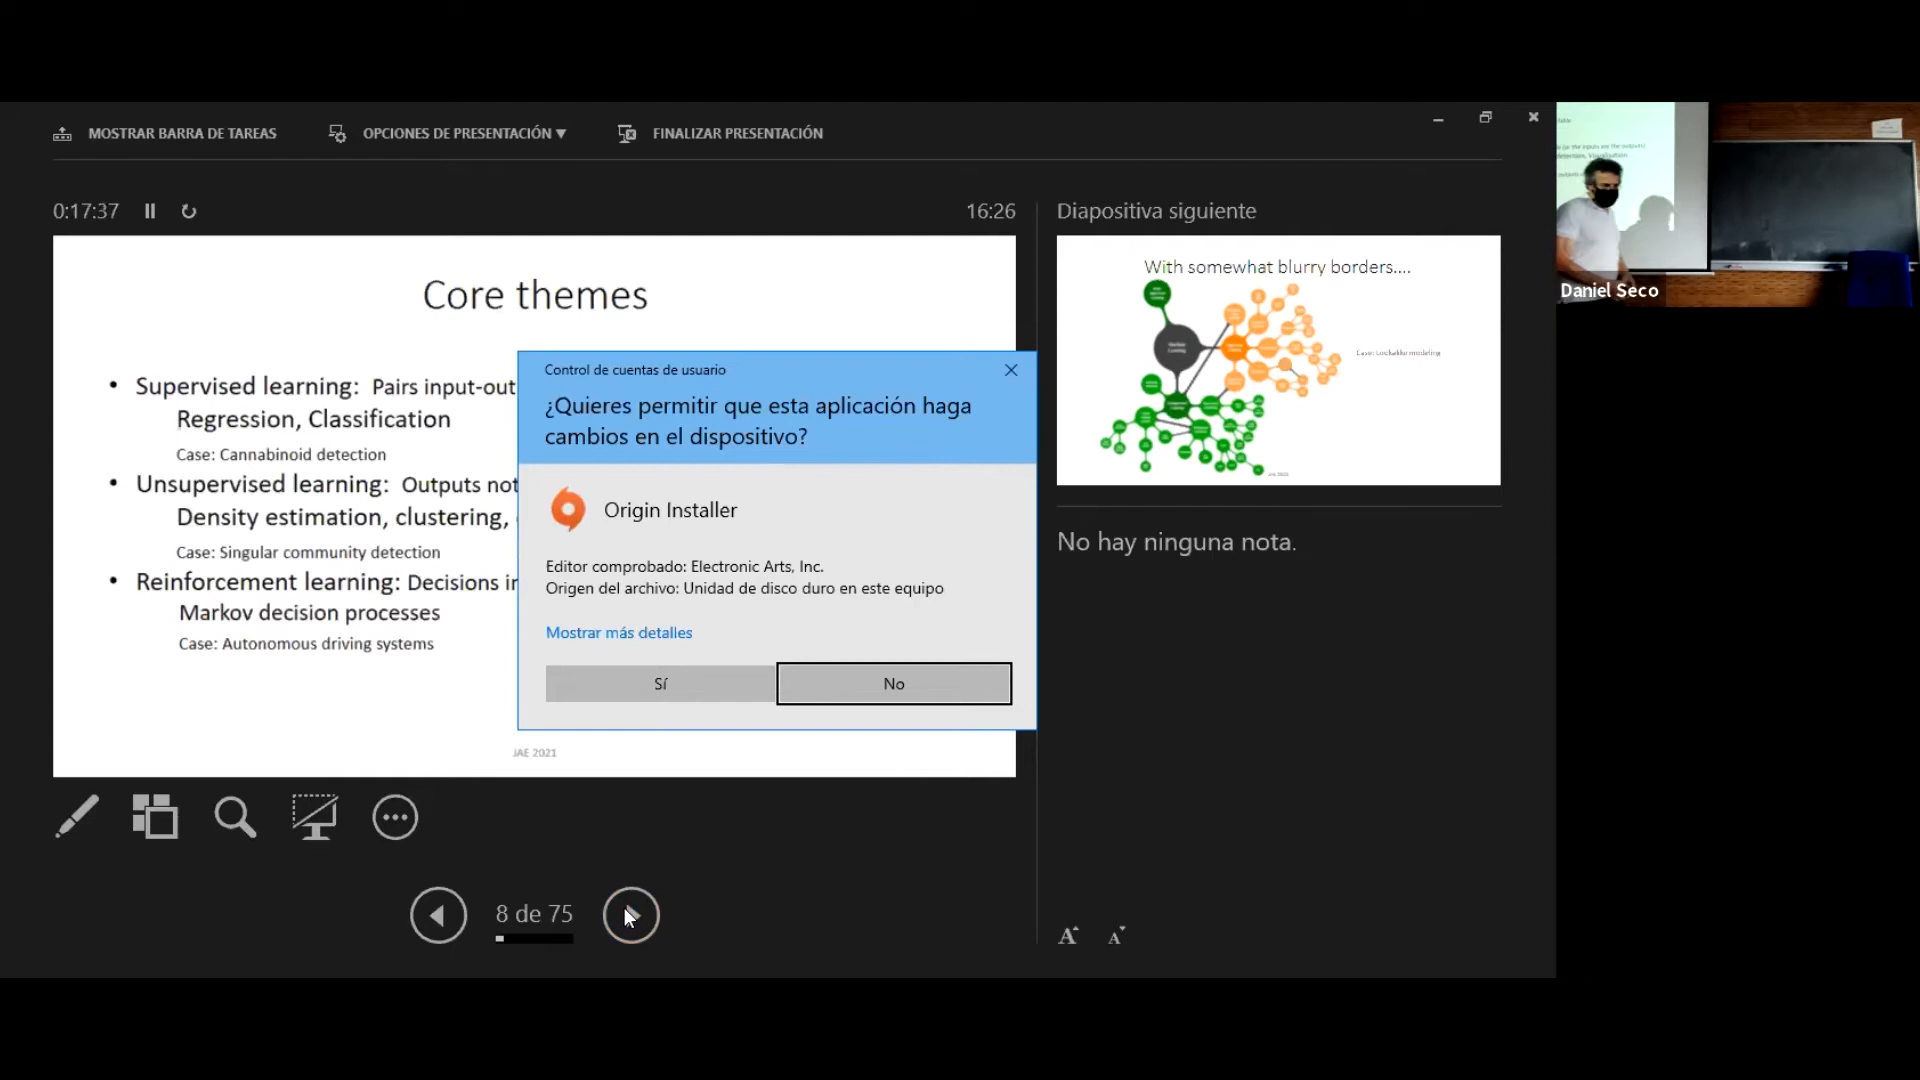 MOSTRAR BARRA DE TAREAS
OPCIONES DE PRESENTACIÓN ▼
FINALIZAR PRESENTACIÓN
0:17:37
16:26
Core themes
• Supervised learning: Pairs input-out
Regression, Classification
Case: Cannabinoid detection
• Unsupervised learning: Outputs not
Density estimation, clustering,
Case: Singular community detection
• Reinforcement learning: Decisions in
Markov decision processes
Case: Autonomous driving systems
JAE 2021
Control de cuentas de usuario
¿Quieres permitir que esta aplicación haga
cambios en el dispositivo?
Origin Installer
Editor comprobado: Electronic Arts, Inc.
Origen del archivo: Unidad de disco duro en este equipo
Mostrar más detalles
Sí
No
8 de 75
Diapositiva siguiente
With somewhat blurry borders....
JAE 2021
No hay ninguna nota.
A
A
Daniel Seco